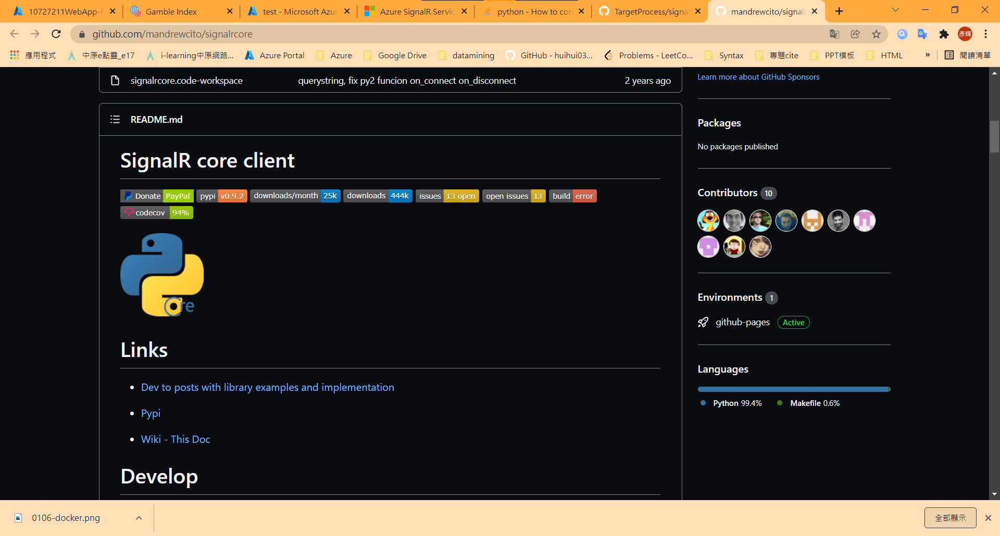 10727211WebApp-F
Gamble Index
test - Microsoft Azur
Azure SignalR Servic
python - How to con
TargetProcess/signal
mandrewcito/signal
github.com/mandrewcito/signalrcore
彥輝
應用程式
中原e點靈_e17
i-learning中原網路...
Azure Portal
Azure
Google Drive
datamining
GitHub - huihui03...
Problems - LeetCo...
Syntax
專題cite
PPT模板
HTML
»
閱讀清單
signalrcore.code-workspace
querystring, fix py2 funcion on_connect on_disconnect
2 years ago
README.md
SignalR core client
Donate PayPal
pypi v0.9.2
downloads/month 25k
downloads 444k
issues 13 open
open issues 13
build error
codecov 94%
Core
Links
Dev to posts with library examples and implementation
Pypi
Wiki - This Doc
Develop
Learn more about GitHub Sponsors
Packages
No packages published
Contributors 10
Environments 1
github-pages Active
Languages
Python 99.4%
Makefile 0.6%
0106-docker.png
全部顯示